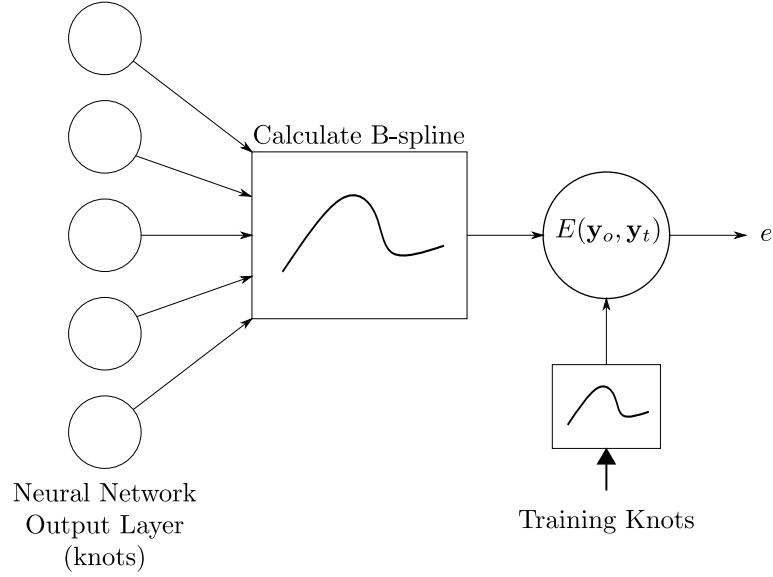 Calculate B-spline
E(y_o, y_t)
e
Neural Network
Output Layer
(knots)
Training Knots